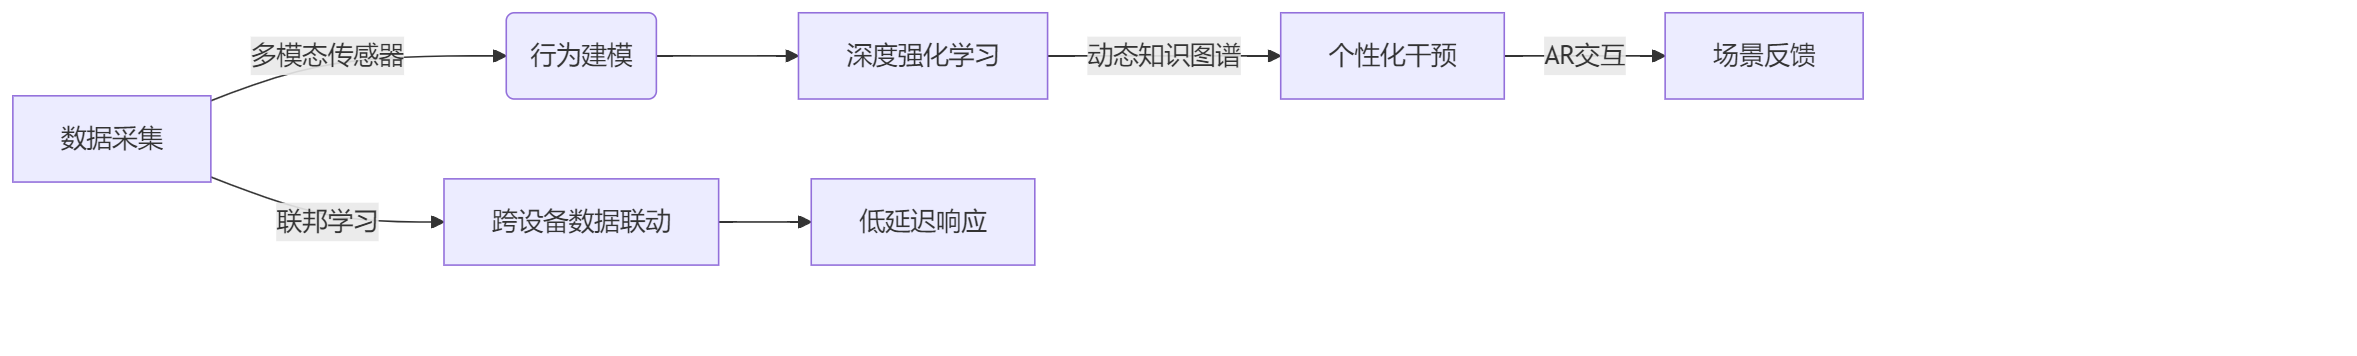 多模态传感器
行为建模
深度强化学习
动态知识图谱
个性化干预
AR交互
场景反馈
数据采集
联邦学习
跨设备数据联动
低延迟响应